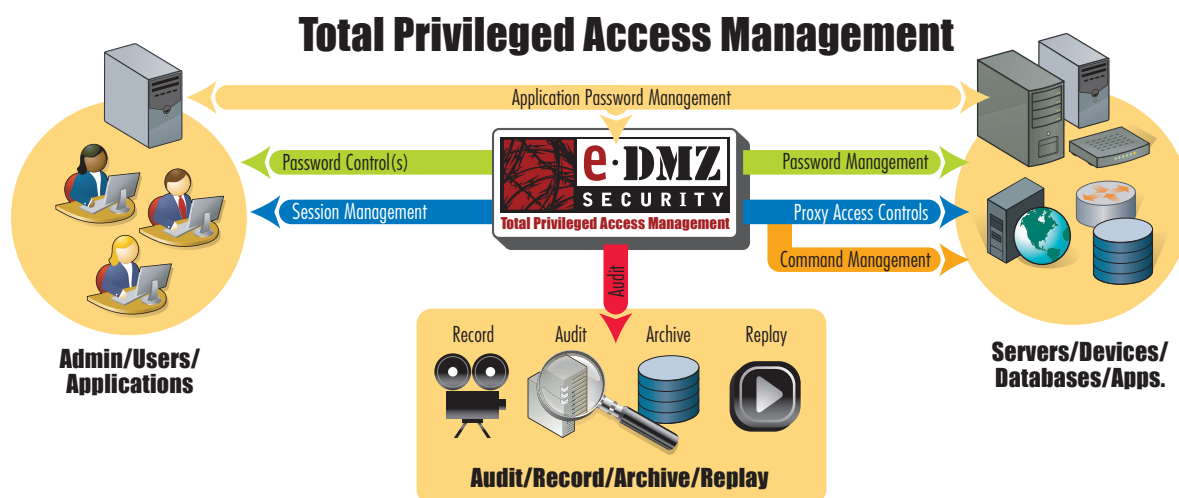 Total Privileged Access Management
Application Password Management
Password Control(s)
e·DMZ
SECURITY
Total Privileged Access Management
Password Management
Session Management
Proxy Access Controls
Command Management
Audit
Record
Audit
Archive
Replay
Audit/Record/Archive/Replay
Admin/Users/
Applications
Servers/Devices/
Databases/Apps.